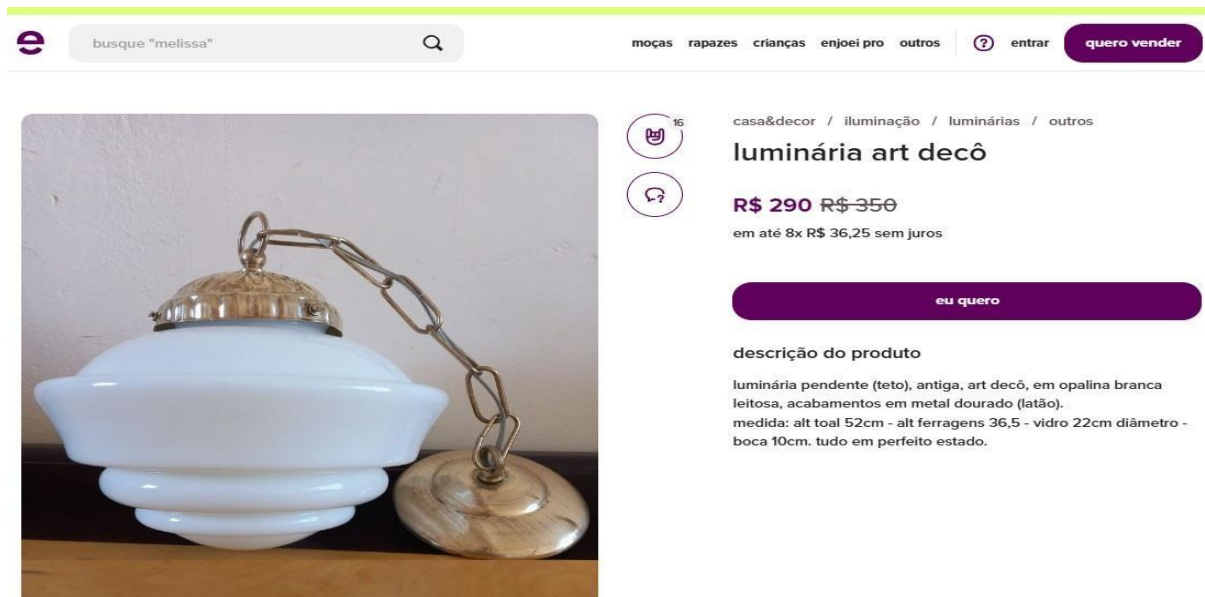 e
busque "melissa"
moças rapazes crianças enjoei pro outros ? entrar quero vender
16
casa&decor / iluminação / luminárias / outros
luminária art decô
R$ 290 R$ 350
em até 8x R$ 36,25 sem juros
eu quero
descrição do produto
luminária pendente (teto), antiga, art decô, em opalina branca
leitosa, acabamentos em metal dourado (latão).
medida: alt toal 52cm - alt ferragens 36,5 - vidro 22cm diâmetro -
boca 10cm. tudo em perfeito estado.